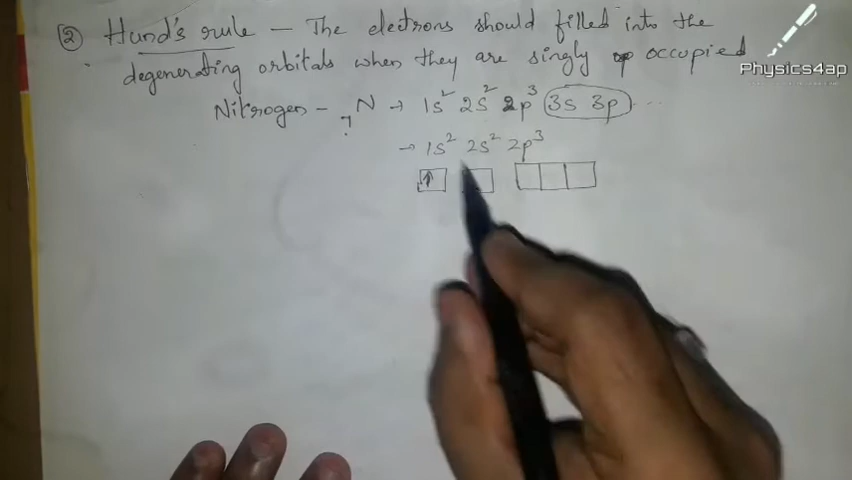 ② Hund's rule — The electrons should filled into the
degenerating orbitals when they are singly occupied
Physics4ap
Nitrogen – ₇N → 1s² 2s² 2p³ 3s 3p ...
→ 1s² 2s² 2p³